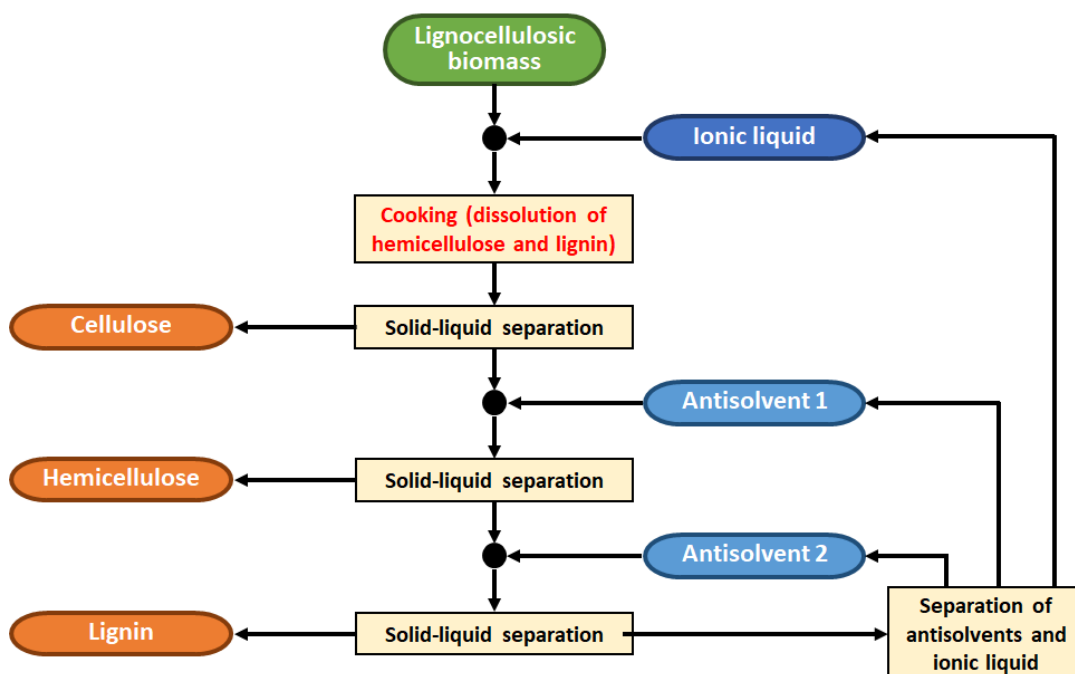 Lignocellulosic
biomass
Ionic liquid
Cooking (dissolution of
hemicellulose and lignin)
Cellulose
Solid-liquid separation
Antisolvent 1
Hemicellulose
Solid-liquid separation
Antisolvent 2
Lignin
Solid-liquid separation
Separation of
antisolvents and
ionic liquid